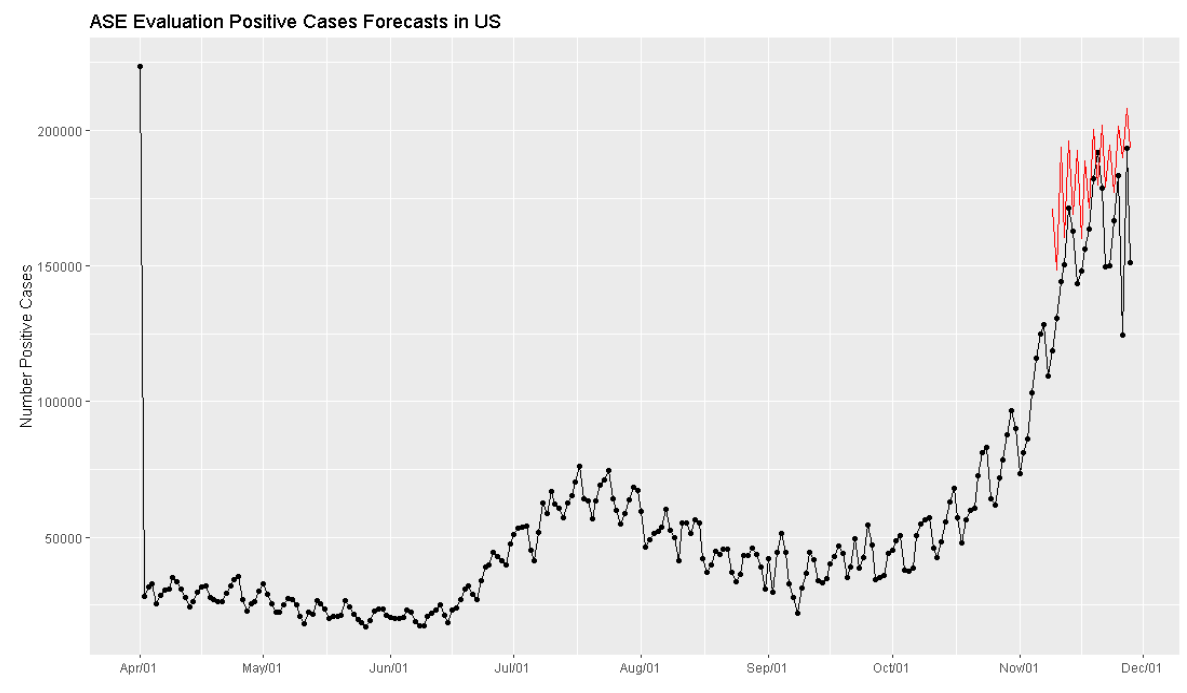 ASE Evaluation Positive Cases Forecasts in US
Number Positive Cases
200000
150000
100000
50000
Apr/01 May/01 Jun/01 Jul/01 Aug/01 Sep/01 Oct/01 Nov/01 Dec/01